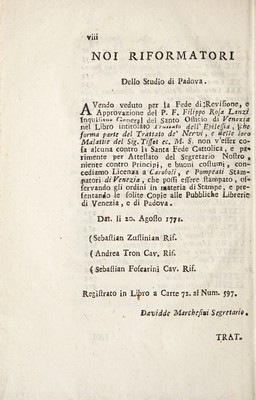 viii
NOI RIFORMATORI
Dello Studio di Padova.
AVendo veduto per la Fede di Revisione, e
Approvazione del P. F. Filippo Rosa Lanzi
Inquisitore General del Santo Officio di Venezia
nel Libro intitolato Trattato dell' Epilesia, che
forma parte del Trattato de' Nervi, e delle loro
Malattie del Sig. Tissot ec. M. S. non v'esser co-
sa alcuna contro la Santa Fede Cattolica, e pa-
rimente per Attestato del Segretario Nostro,
niente contro Principi, e buoni costumi, con-
cediamo Licenza a Caroboli, e Pompeati Stam-
patori di Venezia, che possi essere stampato, os-
servando gli ordini in materia di Stampe, e pre-
sentando le solite Copie alle Pubbliche Librerie
di Venezia, e di Padova.
Dat. li 20. Agosto 1771.
(Sebastian Zustinian Rif.
(Andrea Tron Cav. Rif.
(Sebastian Foscarini Cav. Rif.
Registrato in Libro a Carte 72. al Num. 597.
Davidde Marchesini Segretario.
TRAT.